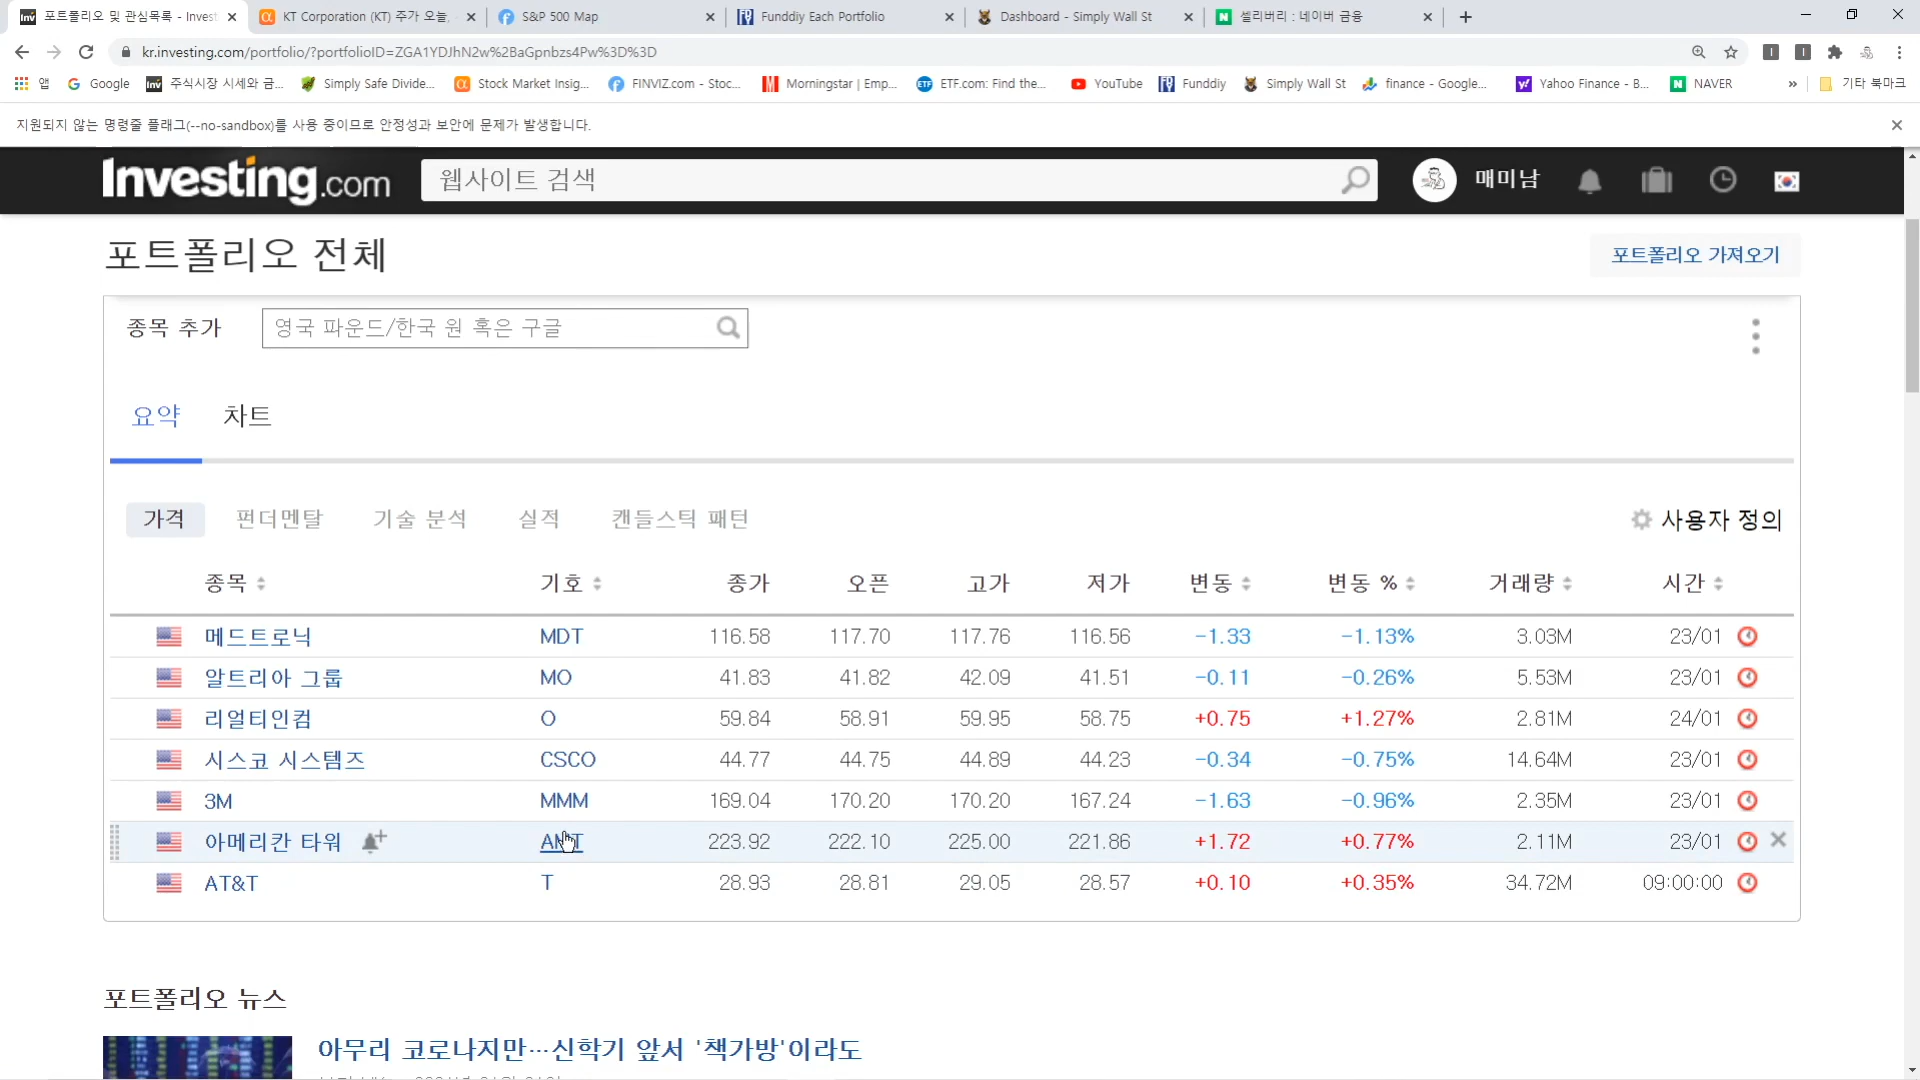 포트폴리오 및 관심목록 - Invest
KT Corporation (KT) 주가 오늘,
S&P 500 Map
Funddiy Each Portfolio
Dashboard - Simply Wall St
셀리버리 : 네이버 금융
kr.investing.com/portfolio/?portfolioID=ZGA1YDJhN2w%2BaGpnbzs4Pw%3D%3D
앱 Google 주식시장 시세와 금... Simply Safe Divide... Stock Market Insig... FINVIZ.com - Stoc... Morningstar | Emp... ETF.com: Find the... YouTube Funddiy Simply Wall St finance - Google... Yahoo Finance - B... NAVER » 기타 북마크
지원되지 않는 명령줄 플래그(--no-sandbox)를 사용 중이므로 안정성과 보안에 문제가 발생합니다.
Investing.com 웹사이트 검색 매미남
포트폴리오 전체 포트폴리오 가져오기
종목 추가 영국 파운드/한국 원 혹은 구글
요약 차트
가격 펀더멘탈 기술 분석 실적 캔들스틱 패턴 사용자 정의
종목 기호 종가 오픈 고가 저가 변동 변동 % 거래량 시간
메드트로닉 MDT 116.58 117.70 117.76 116.56 -1.33 -1.13% 3.03M 23/01
알트리아 그룹 MO 41.83 41.82 42.09 41.51 -0.11 -0.26% 5.53M 23/01
리얼티인컴 O 59.84 58.91 59.95 58.75 +0.75 +1.27% 2.81M 24/01
시스코 시스템즈 CSCO 44.77 44.75 44.89 44.23 -0.34 -0.75% 14.64M 23/01
3M MMM 169.04 170.20 170.20 167.24 -1.63 -0.96% 2.35M 23/01
아메리칸 타워 AMT 223.92 222.10 225.00 221.86 +1.72 +0.77% 2.11M 23/01
AT&T T 28.93 28.81 29.05 28.57 +0.10 +0.35% 34.72M 09:00:00
포트폴리오 뉴스
아무리 코로나지만…신학기 앞서 '책가방'이라도